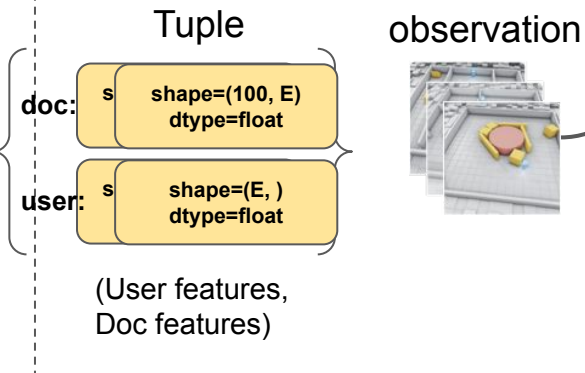 Tuple
observation
doc:
s
shape=(100, E)
dtype=float
user:
s
shape=(E, )
dtype=float
(User features,
Doc features)